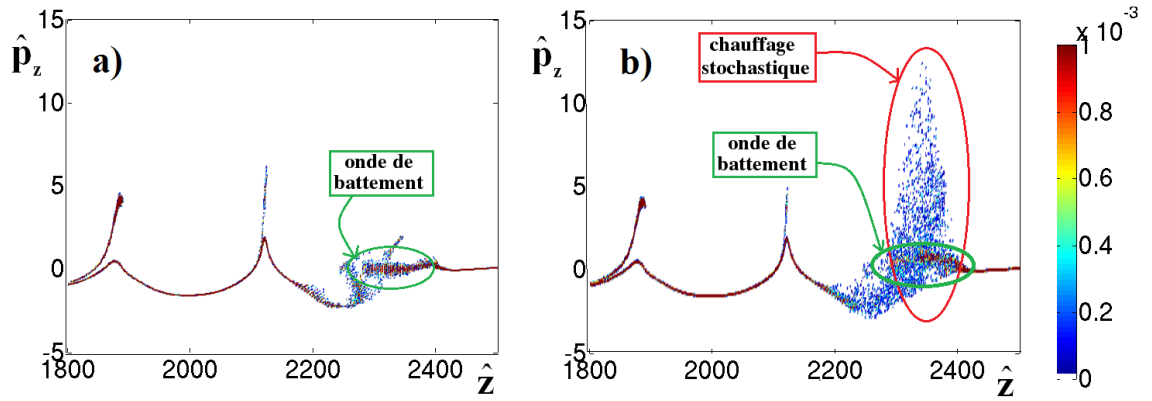 a)
p̂z
15
10
5
0
-5
onde de
battement
1800
2000
2200
2400
ẑ
b)
p̂z
15
10
5
0
-5
chauffage
stochastique
onde de
battement
1800
2000
2200
2400
ẑ
x 10⁻³
1
0.8
0.6
0.4
0.2
0